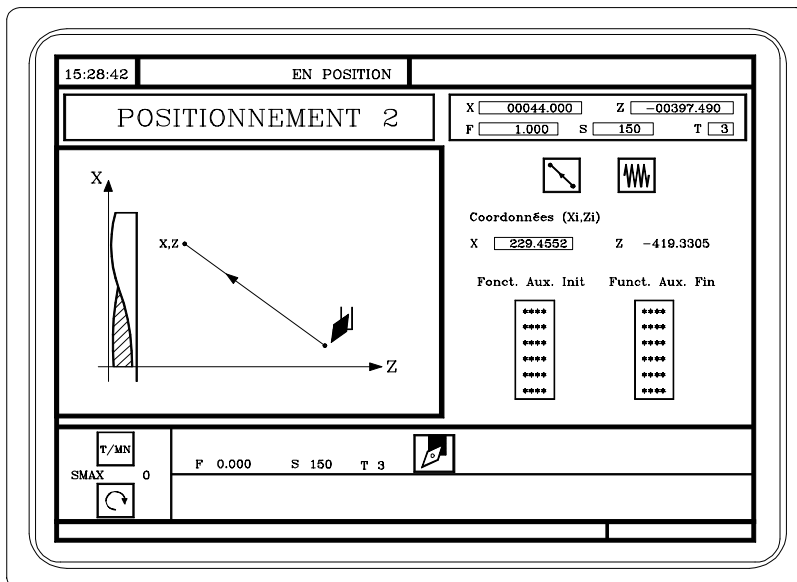 15:28:42 EN POSITION
POSITIONNEMENT 2
X 00044.000 Z -00397.490
F 1.000 S 150 T 3
X
X,Z
Z
Coordonnées (Xi,Zi)
X 229.4552 Z -419.3305
Fonct. Aux. Init Funct. Aux. Fin
**** ****
**** ****
**** ****
**** ****
**** ****
**** ****
T/MN
SMAX 0
F 0.000 S 150 T 3